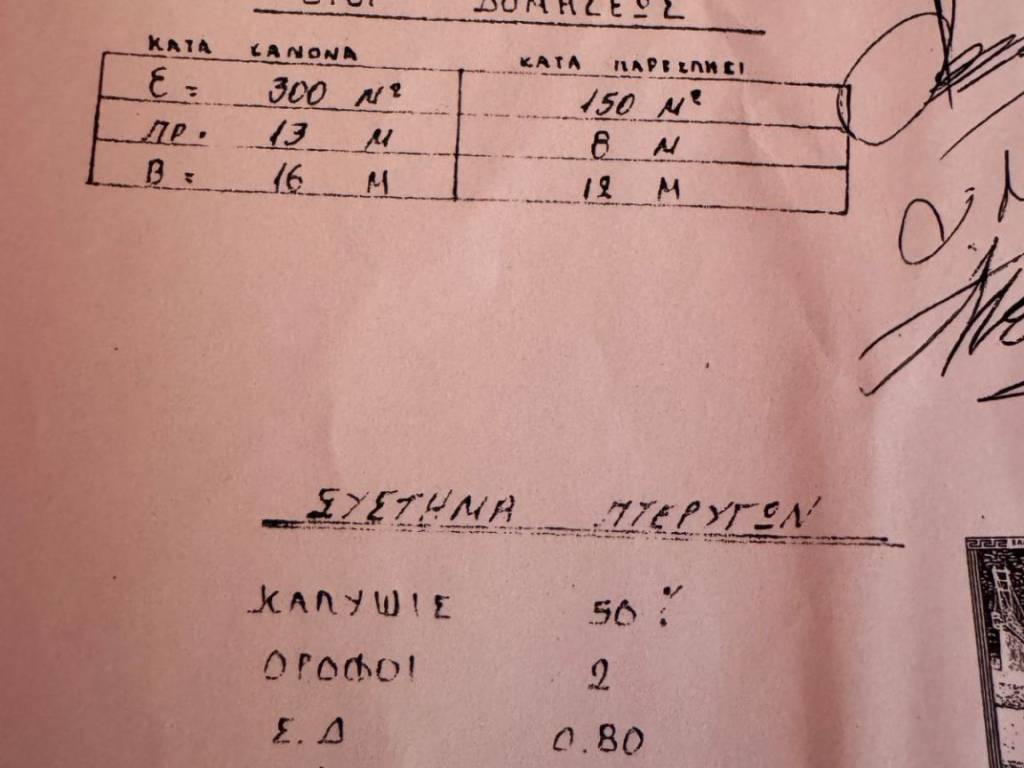 ΟΡΟΙ ΔΟΜΗΣΕΩΣ
ΚΑΤΑ ΚΑΝΟΝΑ ΚΑΤΑ ΠΑΡΕΚΚΛΙΣΗ
Ε = 300 Μ² 150 Μ²
ΠΡ. 13 Μ 8 Μ
Β = 16 Μ 12 Μ
ΣΥΣΤΗΜΑ ΠΤΕΡΥΓΩΝ
ΚΑΛΥΨΙΣ 50 %
ΟΡΟΦΟΙ 2
Σ.Δ 0.80